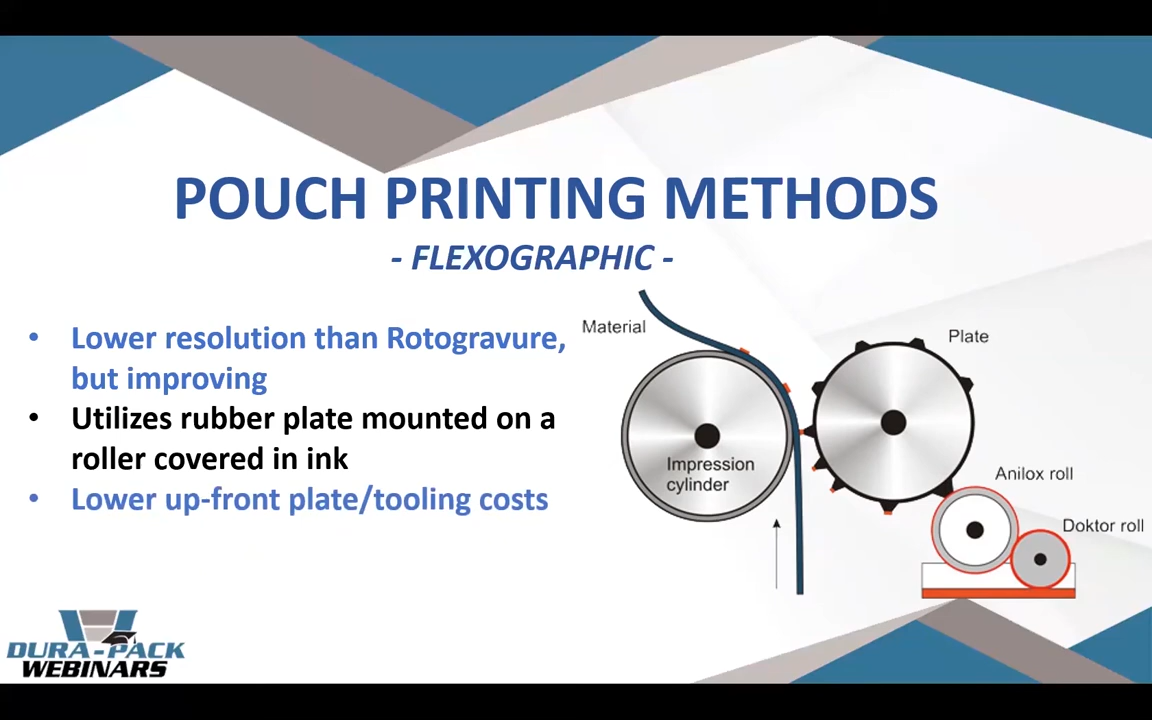 POUCH PRINTING METHODS
- FLEXOGRAPHIC -
• Lower resolution than Rotogravure,
but improving
• Utilizes rubber plate mounted on a
roller covered in ink
• Lower up-front plate/tooling costs
Material
Plate
Impression
cylinder
Anilox roll
Doktor roll
DURA-PACK
WEBINARS